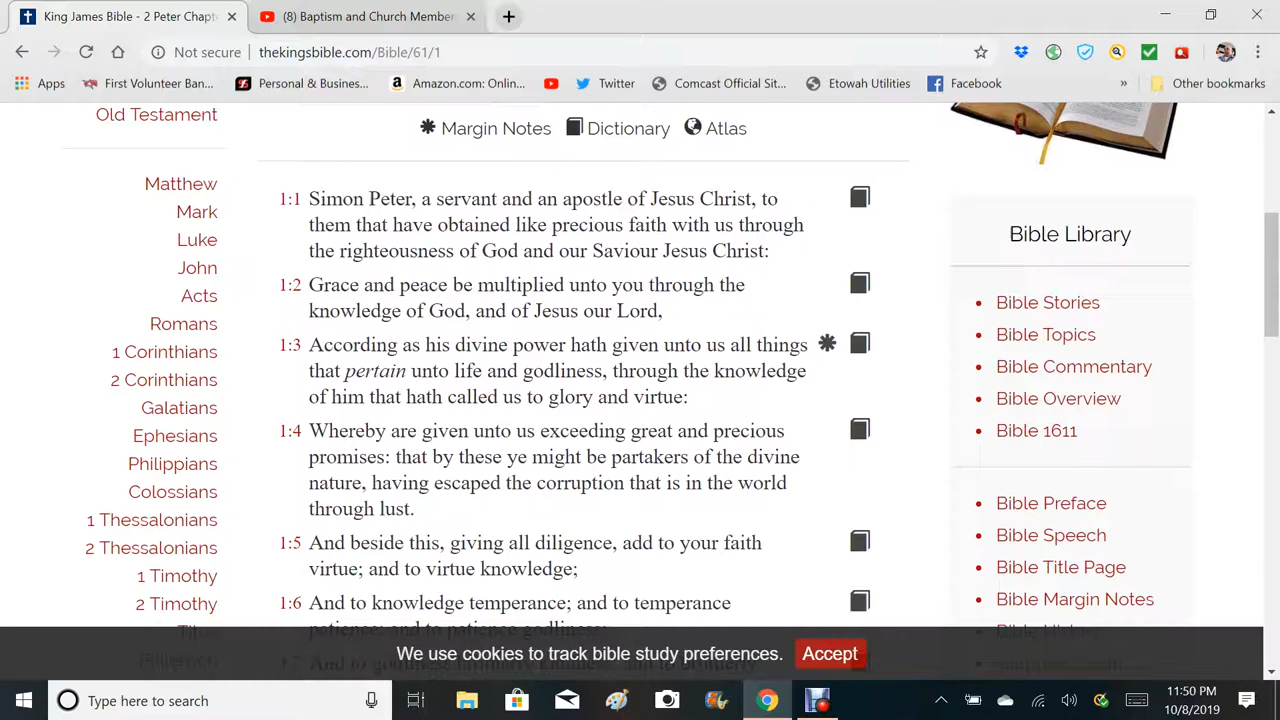 King James Bible - 2 Peter Chapt
(8) Baptism and Church Member
Not secure | thekingsbible.com/Bible/61/1
Apps First Volunteer Ban... Personal & Business... Amazon.com: Onlin... Twitter Comcast Official Sit... Etowah Utilities Facebook » Other bookmarks
Old Testament
Matthew
Mark
Luke
John
Acts
Romans
1 Corinthians
2 Corinthians
Galatians
Ephesians
Philippians
Colossians
1 Thessalonians
2 Thessalonians
1 Timothy
2 Timothy
Margin Notes Dictionary Atlas
1:1 Simon Peter, a servant and an apostle of Jesus Christ, to
them that have obtained like precious faith with us through
the righteousness of God and our Saviour Jesus Christ:
1:2 Grace and peace be multiplied unto you through the
knowledge of God, and of Jesus our Lord,
1:3 According as his divine power hath given unto us all things
that pertain unto life and godliness, through the knowledge
of him that hath called us to glory and virtue:
1:4 Whereby are given unto us exceeding great and precious
promises: that by these ye might be partakers of the divine
nature, having escaped the corruption that is in the world
through lust.
1:5 And beside this, giving all diligence, add to your faith
virtue; and to virtue knowledge;
1:6 And to knowledge temperance; and to temperance
patience; and to patience godliness;
Bible Library
Bible Stories
Bible Topics
Bible Commentary
Bible Overview
Bible 1611
Bible Preface
Bible Speech
Bible Title Page
Bible Margin Notes
We use cookies to track bible study preferences. Accept
Type here to search
11:50 PM
10/8/2019